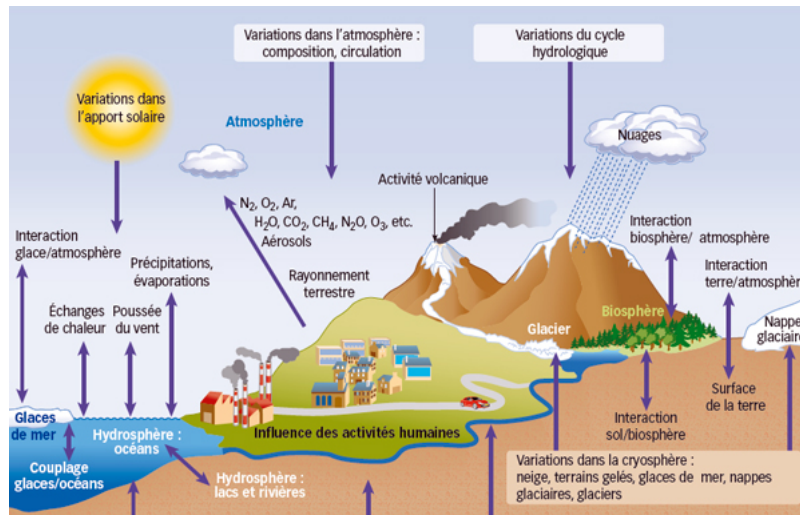 Variations dans l'atmosphère :
composition, circulation
Variations du cycle
hydrologique
Variations dans
l'apport solaire
Atmosphère
Nuages
Activité volcanique
N2, O2, Ar,
H2O, CO2, CH4, N2O, O3, etc.
Aérosols
Interaction
glace/atmosphère
Précipitations,
évaporations
Rayonnement
terrestre
Interaction
biosphère/ atmosphère
Interaction
terre/atmosphère
Échanges
de chaleur
Poussée
du vent
Glacier
Biosphère
Nappes
glaciaires
Glaces
de mer
Hydrosphère :
océans
Influence des activités humaines
Interaction
sol/biosphère
Surface
de la terre
Couplage
glaces/océans
Hydrosphère :
lacs et rivières
Variations dans la cryosphère :
neige, terrains gelés, glaces de mer, nappes
glaciaires, glaciers